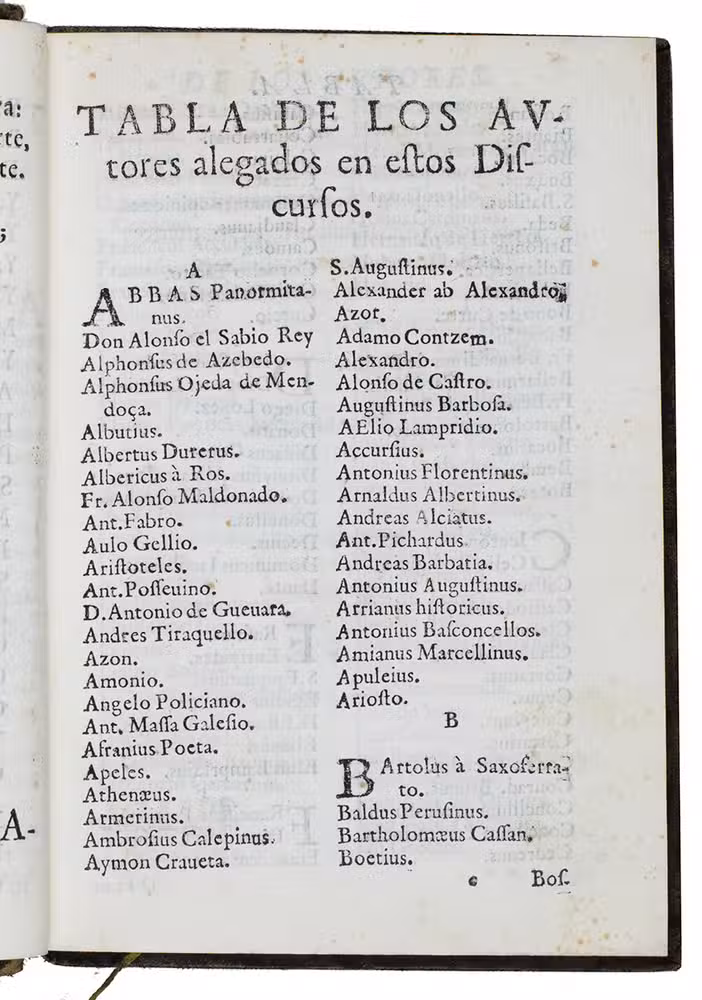 TABLA DE LOS AV-
tores alegados en eſtos Diſ-
curſos.
A
ABBAS Panormita-
nus.
Don Alonſo el Sabio Rey
Alphonſus de Azebedo.
Alphonſus Ojeda de Men-
doça.
Albutius.
Albertus Durerus.
Albericus à Ros.
Fr. Alonſo Maldonado.
Ant.Fabro.
Aulo Gellio.
Ariſtoteles.
Ant.Poſſeuino.
D.Antonio de Gueuara.
Andres Tiraquello.
Azon.
Amonio.
Angelo Policiano.
Ant. Maſſa Galeſio.
Afranius Poeta.
Apeles.
Athenæus.
Armerinus.
Ambroſius Calepinus.
Aymon Craueta.
S.Auguſtinus.
Alexander ab Alexandro
Azor.
Adamo Contzem.
Alexandro.
Alonſo de Caſtro.
Auguſtinus Barboſa.
AElio Lampridio.
Accurſius.
Antonius Florentinus.
Arnaldus Albertinus.
Andreas Alciatus.
Ant.Pichardus
Andreas Barbatia.
Antonius Auguſtinus.
Arrianus hiſtoricus.
Antonius Baſconcellos.
Amianus Marcellinus.
Apuleius.
Arioſto.
B
BArtolus à Saxoferra-
to.
Baldus Peruſinus.
Bartholomæus Caſſan.
Boetius.
c Boſ.
ra:
rte,
te.
;
A-